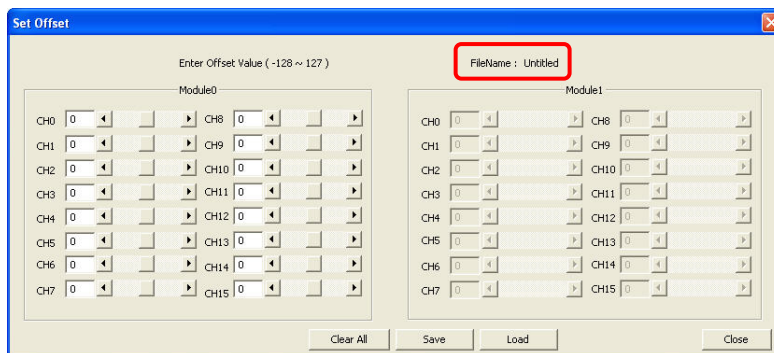 Set Offset
Enter Offset Value ( -128 ~ 127 )
FileName : Untitled
Module0
Module1
CH0 0 CH8 0
CH1 0 CH9 0
CH2 0 CH10 0
CH3 0 CH11 0
CH4 0 CH12 0
CH5 0 CH13 0
CH6 0 CH14 0
CH7 0 CH15 0
CH0 0 CH8 0
CH1 0 CH9 0
CH2 0 CH10 0
CH3 0 CH11 0
CH4 0 CH12 0
CH5 0 CH13 0
CH6 0 CH14 0
CH7 0 CH15 0
Clear All Save Load Close